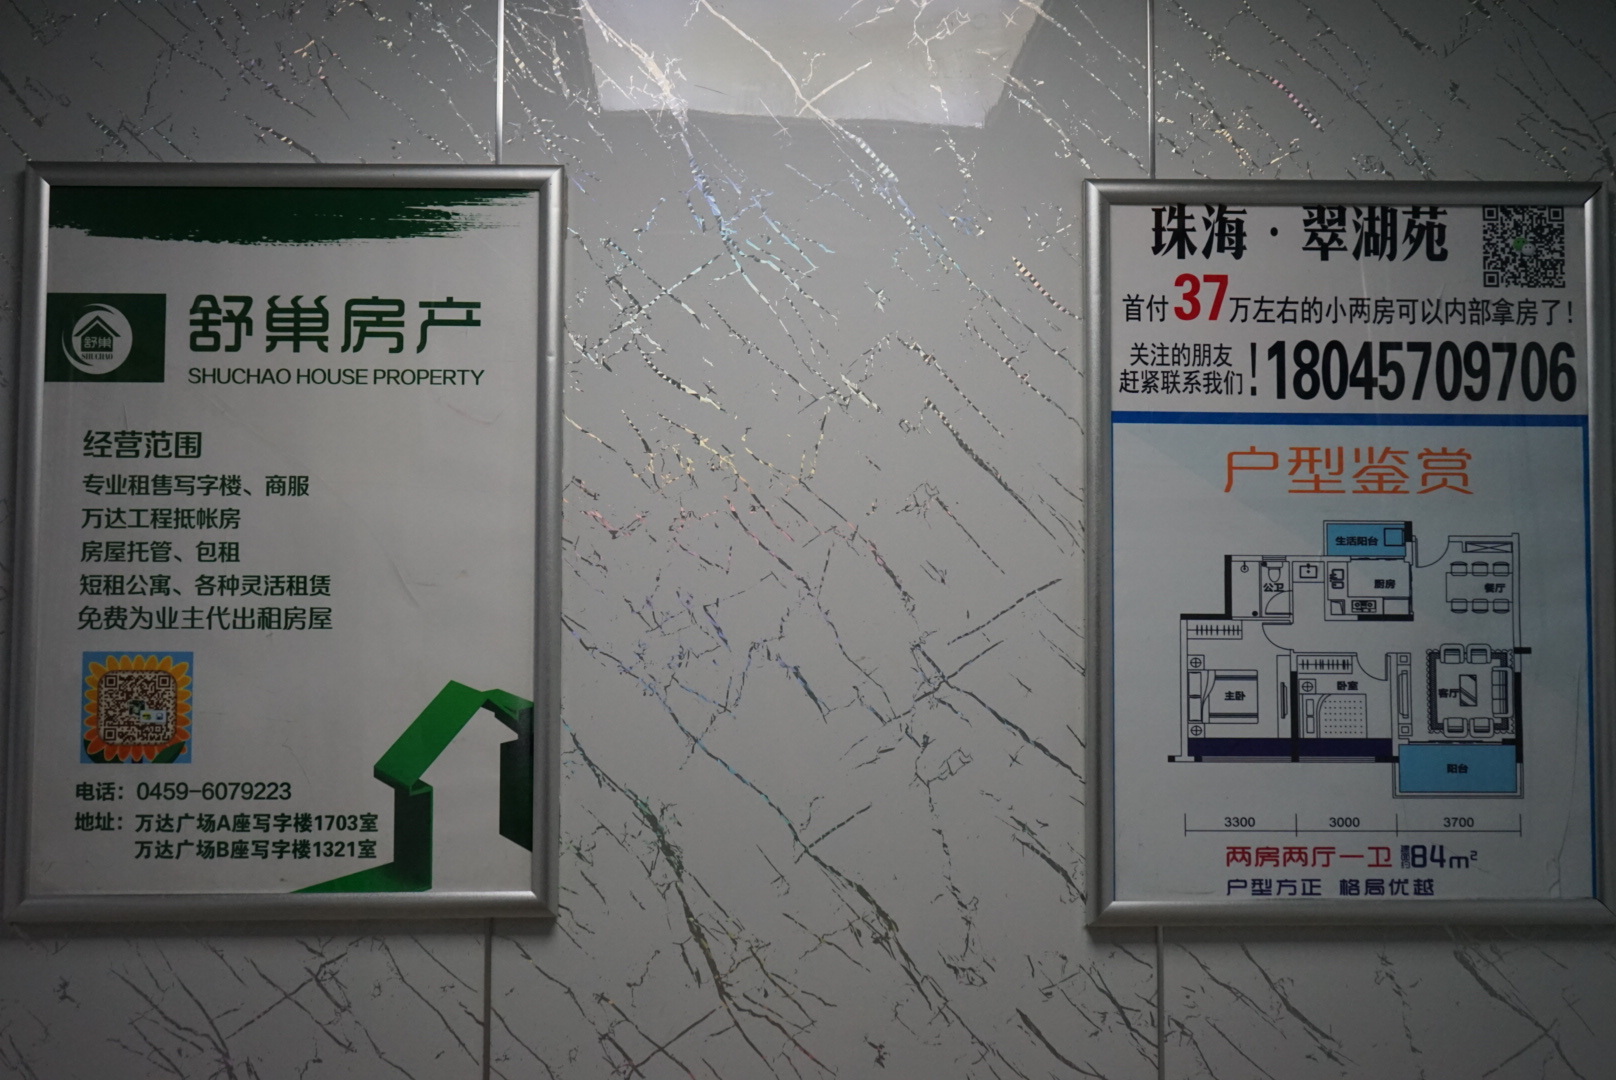 舒巢
SHUCHAO
舒巢房产
SHUCHAO HOUSE PROPERTY
经营范围
专业租售写字楼、商服
万达工程抵帐房
房屋托管、包租
短租公寓、各种灵活租赁
免费为业主代出租房屋
电话：0459-6079223
地址：万达广场A座写字楼1703室
万达广场B座写字楼1321室
珠海·翠湖苑
首付37万左右的小两房可以内部拿房了！
关注的朋友
赶紧联系我们！18045709706
户型鉴赏
生活阳台
公卫
厨房
餐厅
主卧
卧室
客厅
阳台
3300 3000 3700
两房两厅一卫 84m²
户型方正 格局优越